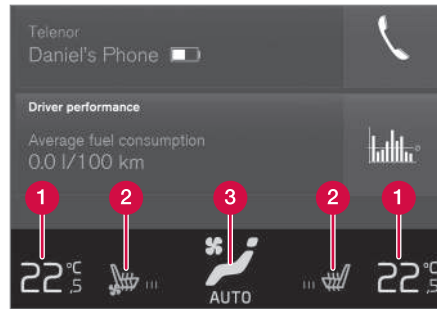 Telenor
Daniel's Phone
Driver performance
Average fuel consumption
0.0 l/100 km
1 2 3 2 1
22°C,5 AUTO 22°C,5